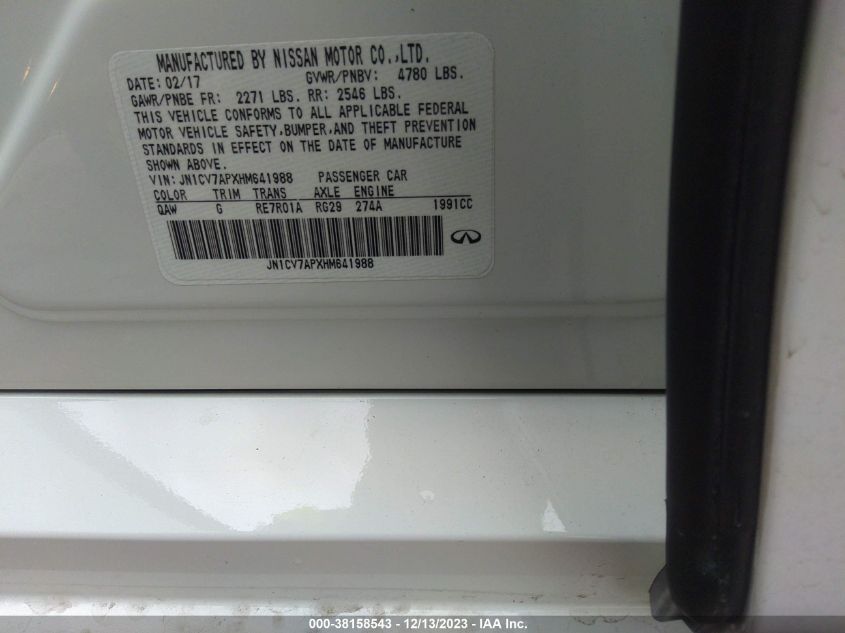 MANUFACTURED BY NISSAN MOTOR CO.,LTD.
DATE: 02/17 GVWR/PNBV: 4780 LBS.
GAWR/PNBE FR: 2271 LBS. RR: 2546 LBS.
THIS VEHICLE CONFORMS TO ALL APPLICABLE FEDERAL
MOTOR VEHICLE SAFETY,BUMPER,AND THEFT PREVENTION
STANDARDS IN EFFECT ON THE DATE OF MANUFACTURE
SHOWN ABOVE.
VIN: JN1CV7APXHM641988 PASSENGER CAR
COLOR TRIM TRANS AXLE ENGINE
QAW G RE7R01A RG29 274A 1991CC
JN1CV7APXHM641988
000-38158543 - 12/13/2023 - IAA Inc.